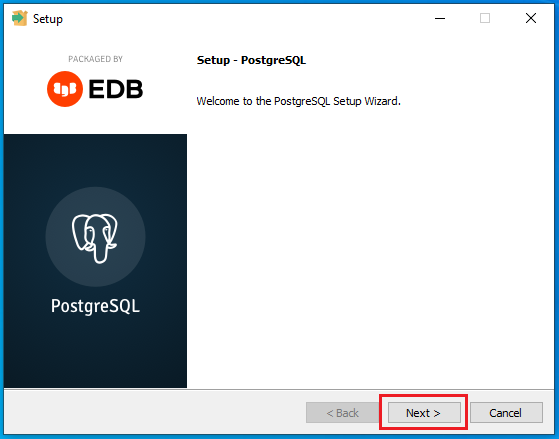 Setup
PACKAGED BY
EDB
Setup - PostgreSQL
Welcome to the PostgreSQL Setup Wizard.
PostgreSQL
< Back
Next >
Cancel